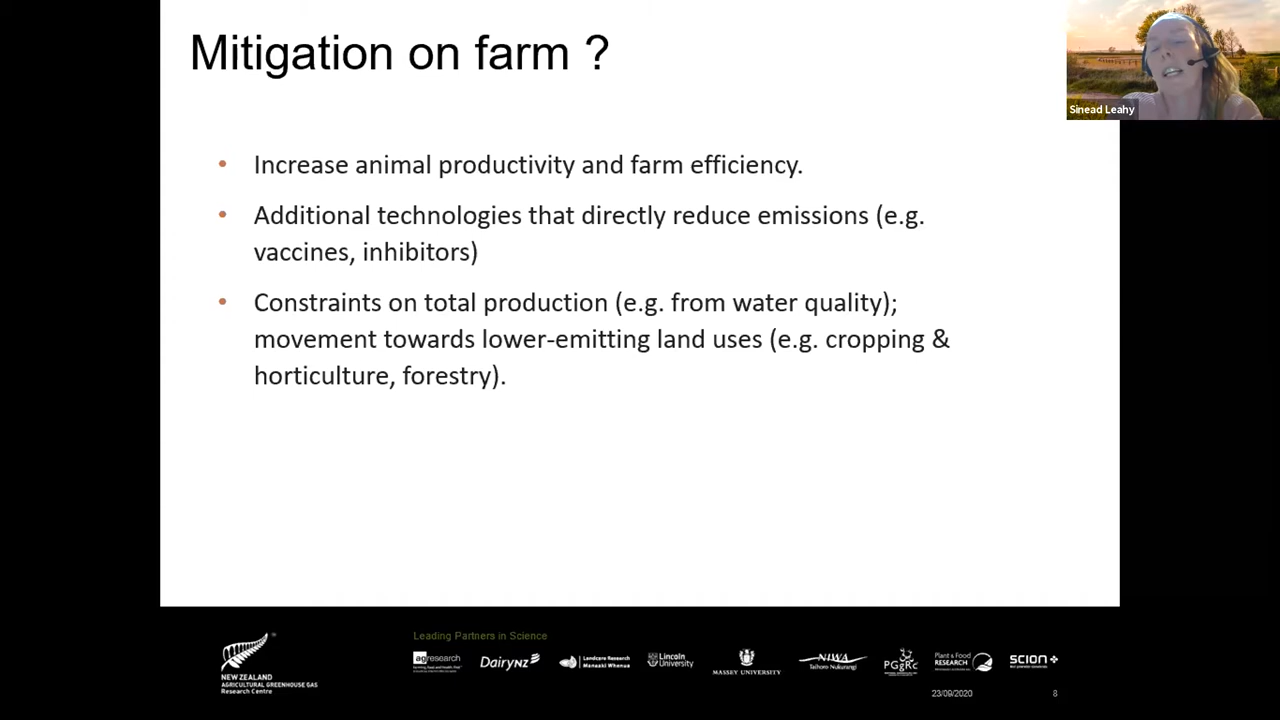 Mitigation on farm ?
Sinead Leahy
• Increase animal productivity and farm efficiency.
• Additional technologies that directly reduce emissions (e.g.
vaccines, inhibitors)
• Constraints on total production (e.g. from water quality);
movement towards lower-emitting land uses (e.g. cropping &
horticulture, forestry).
Leading Partners in Science
NEW ZEALAND
AGRICULTURAL GREENHOUSE GAS
Research Centre
agresearch
DairyNZ
Landcare Research
Manaaki Whenua
Lincoln
University
MASSEY UNIVERSITY
NIWA
Taihoro Nukurangi
PGgRc
Plant & Food
RESEARCH
SCION
23/09/2020
8